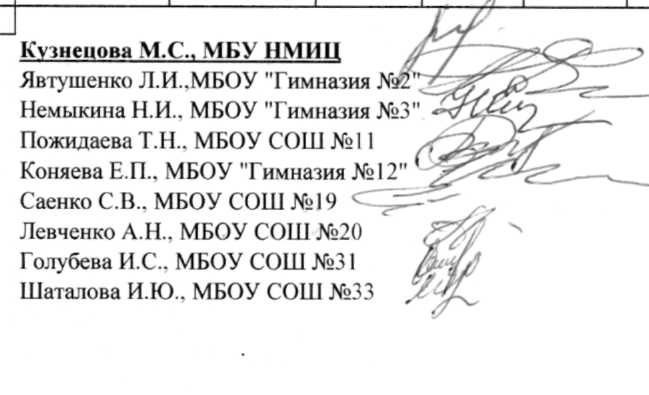 Кузнецова М.С., МБУ НМИЦ
Явтушенко Л.И.,МБОУ "Гимназия №2"
Немыкина Н.И., МБОУ "Гимназия №3"
Пожидаева Т.Н., МБОУ СОШ №11
Коняева Е.П., МБОУ "Гимназия №12"
Саенко С.В., МБОУ СОШ №19
Левченко А.Н., МБОУ СОШ №20
Голубева И.С., МБОУ СОШ №31
Шаталова И.Ю., МБОУ СОШ №33